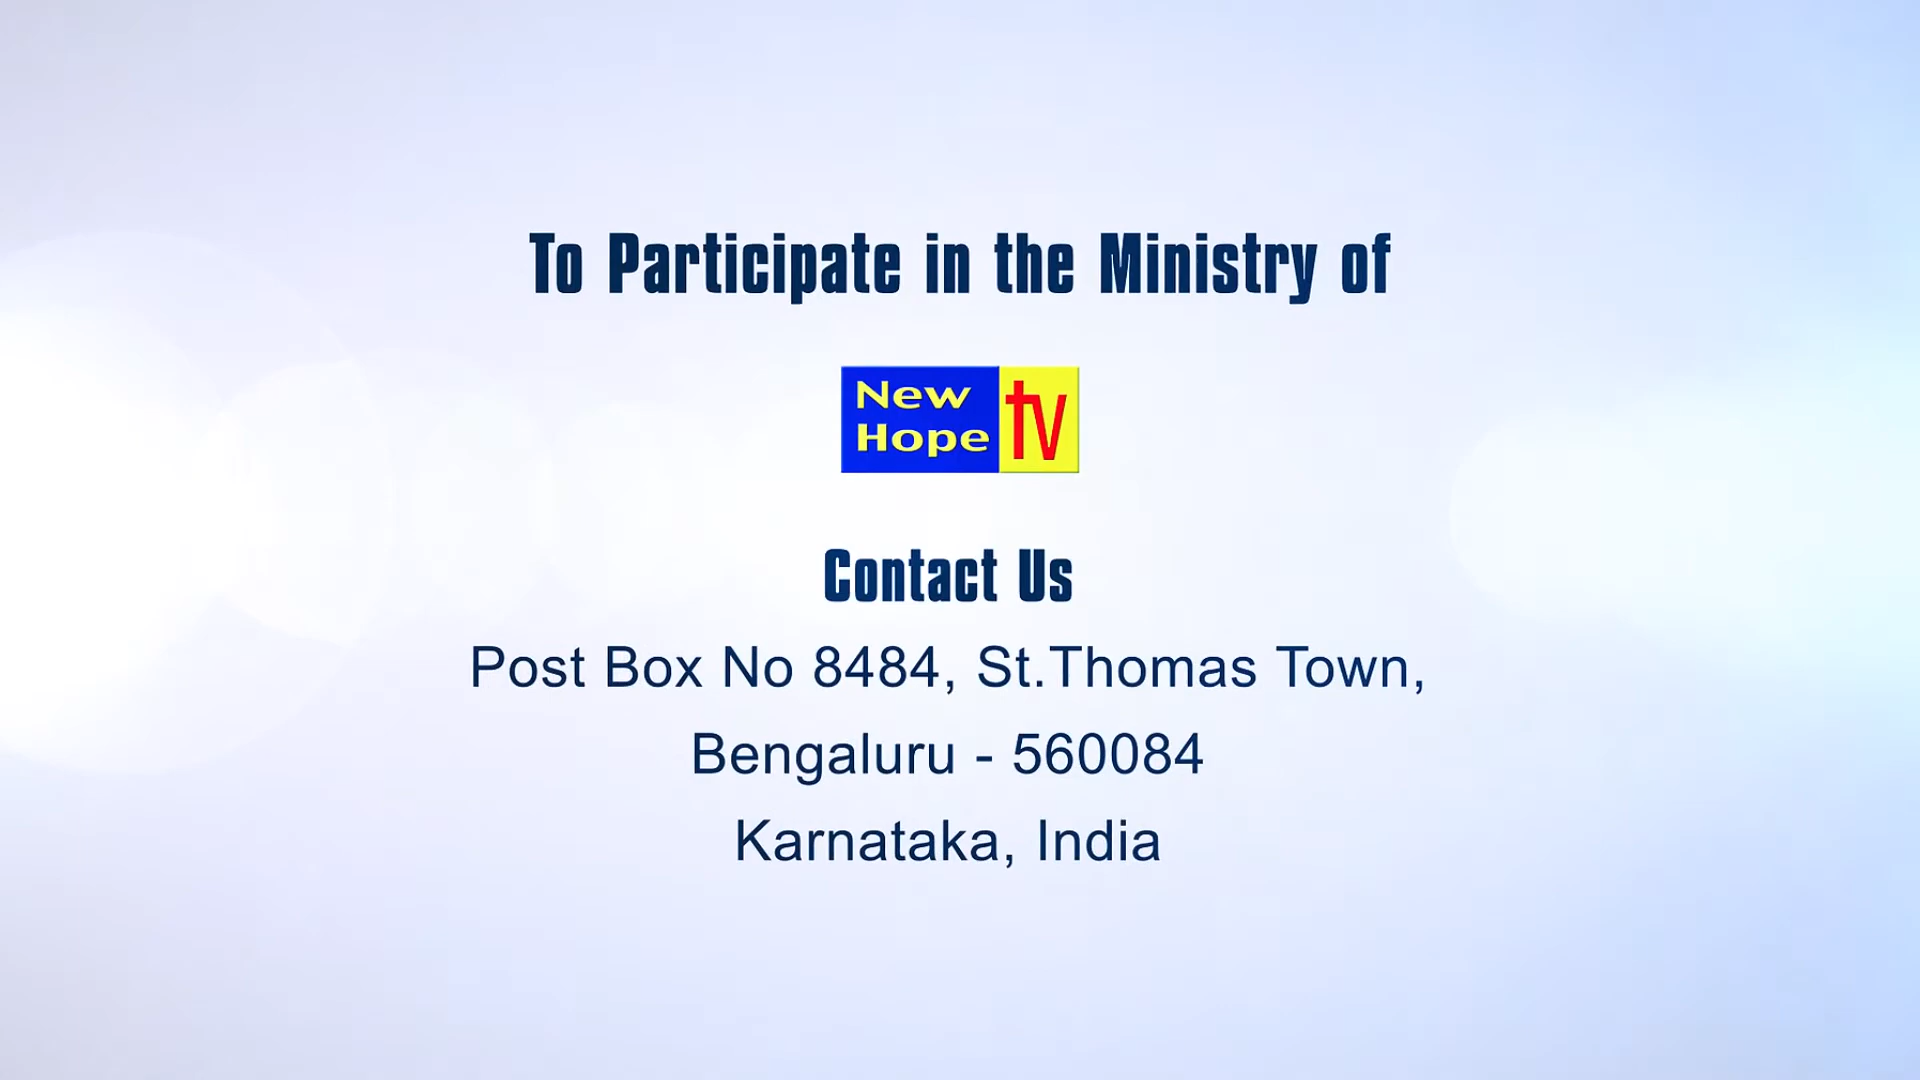 To Participate in the Ministry of
New
Hope
tv
Contact Us
Post Box No 8484, St.Thomas Town,
Bengaluru - 560084
Karnataka, India